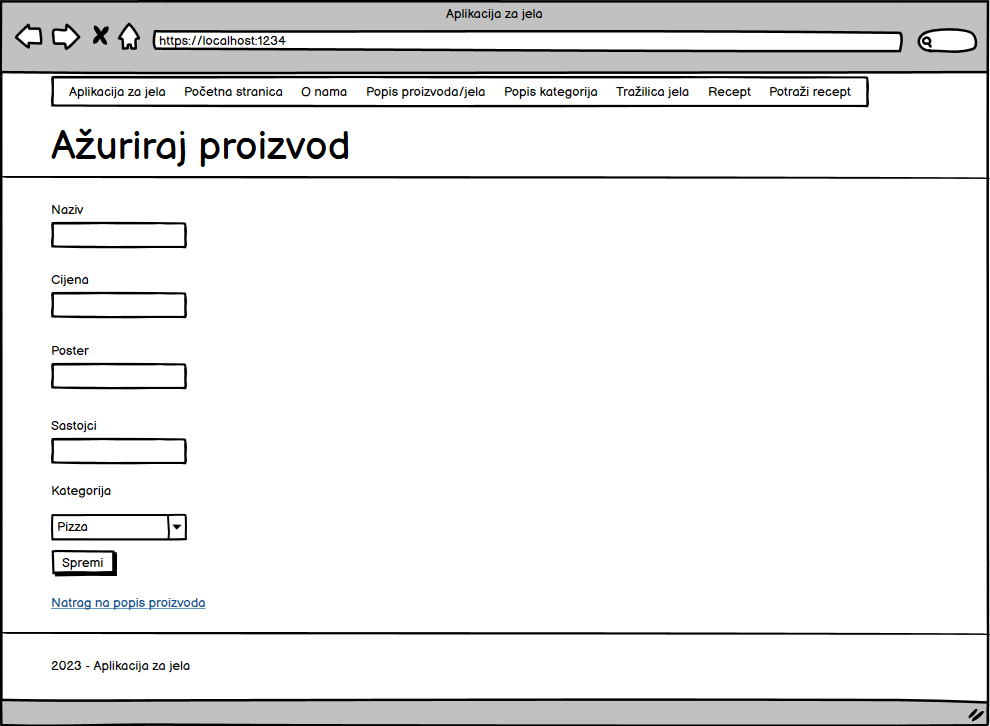 Aplikacija za jela
https://localhost:1234
Aplikacija za jela Početna stranica O nama Popis proizvoda/jela Popis kategorija Tražilica jela Recept Potraži recept
Ažuriraj proizvod
Naziv
Cijena
Poster
Sastojci
Kategorija
Pizza
Spremi
Natrag na popis proizvoda
2023 - Aplikacija za jela